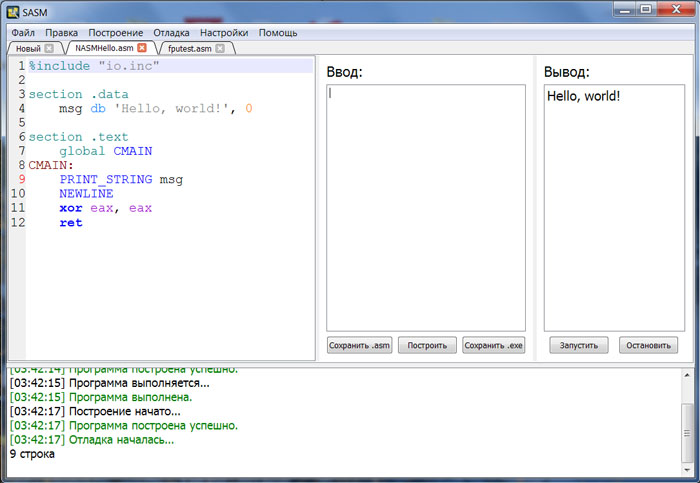 SASM
Файл Правка Построение Отладка Настройки Помощь
Новый NASMHello.asm fputest.asm
1 %include "io.inc"
2
3 section .data
4 msg db 'Hello, world!', 0
5
6 section .text
7 global CMAIN
8 CMAIN:
9 PRINT_STRING msg
10 NEWLINE
11 xor eax, eax
12 ret
Ввод:
Сохранить .asm Построить Сохранить .exe
Вывод:
Hello, world!
Запустить Остановить
[03:42:14] Программа построена успешно.
[03:42:15] Программа выполняется...
[03:42:15] Программа выполнена.
[03:42:17] Построение начато...
[03:42:17] Программа построена успешно.
[03:42:17] Отладка началась...
9 строка